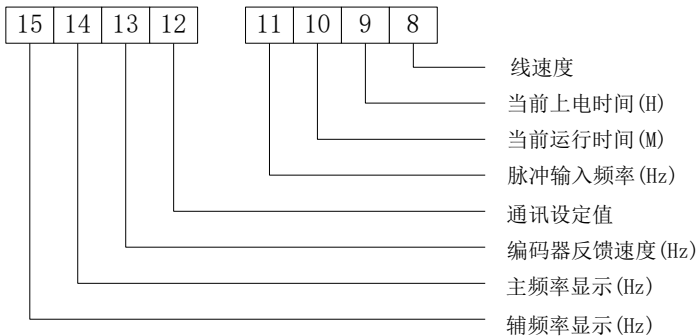 15 14 13 12 11 10 9 8
线速度
当前上电时间(H)
当前运行时间(M)
脉冲输入频率(Hz)
通讯设定值
编码器反馈速度(Hz)
主频率显示(Hz)
辅频率显示(Hz)